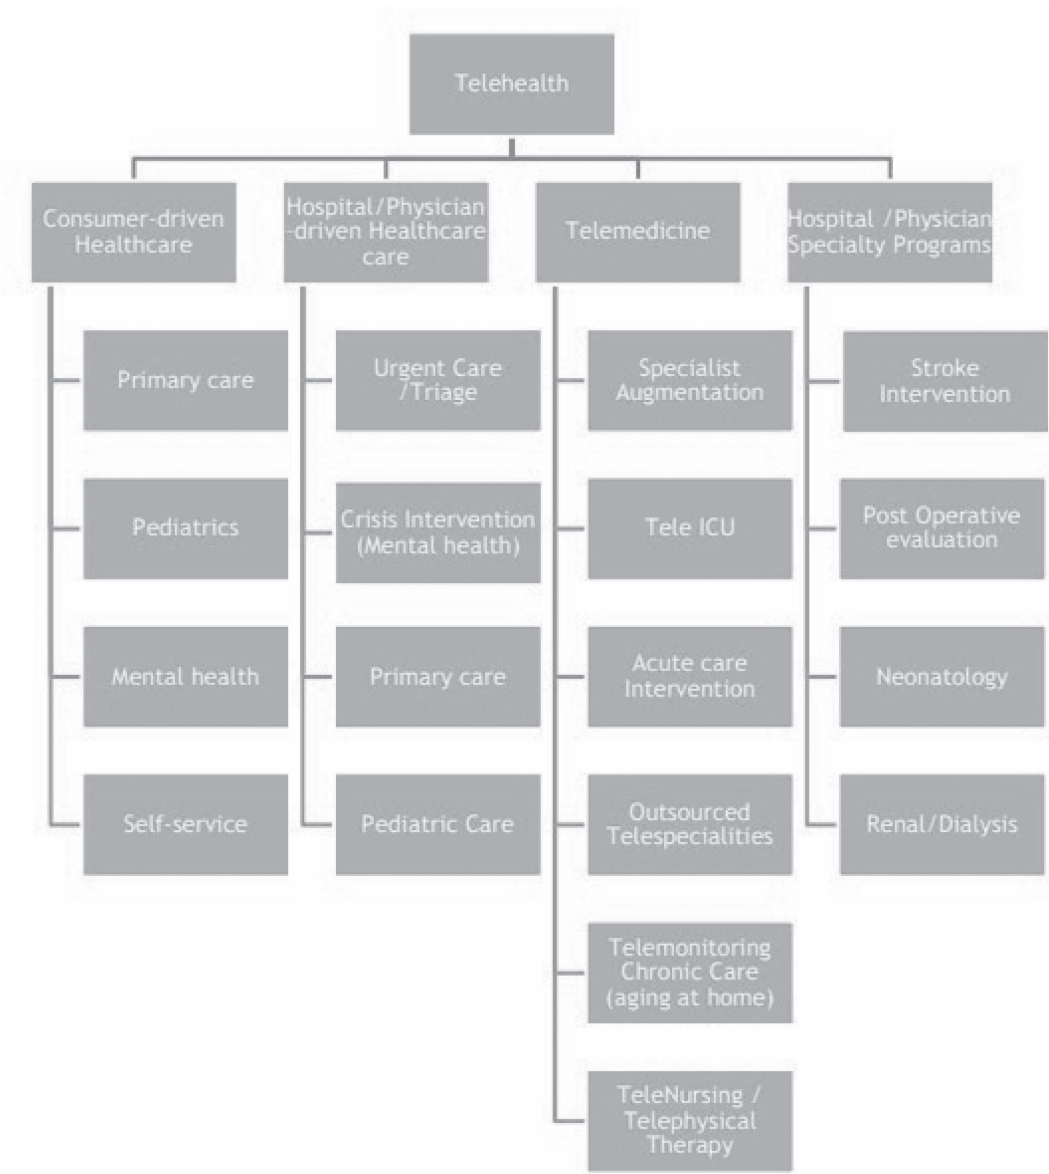 Telehealth
Consumer-driven
Healthcare
Hospital/Physician
-driven Healthcare
care
Telemedicine
Hospital /Physician
Specialty Programs
Primary care
Pediatrics
Mental health
Self-service
Urgent Care
/Triage
Crisis Intervention
(Mental health)
Primary care
Pediatric Care
Specialist
Augmentation
Tele ICU
Acute care
Intervention
Outsourced
Telespecialities
Telemonitoring
Chronic Care
(aging at home)
TeleNursing /
Telephysical
Therapy
Stroke
Intervention
Post Operative
evaluation
Neonatology
Renal/Dialysis